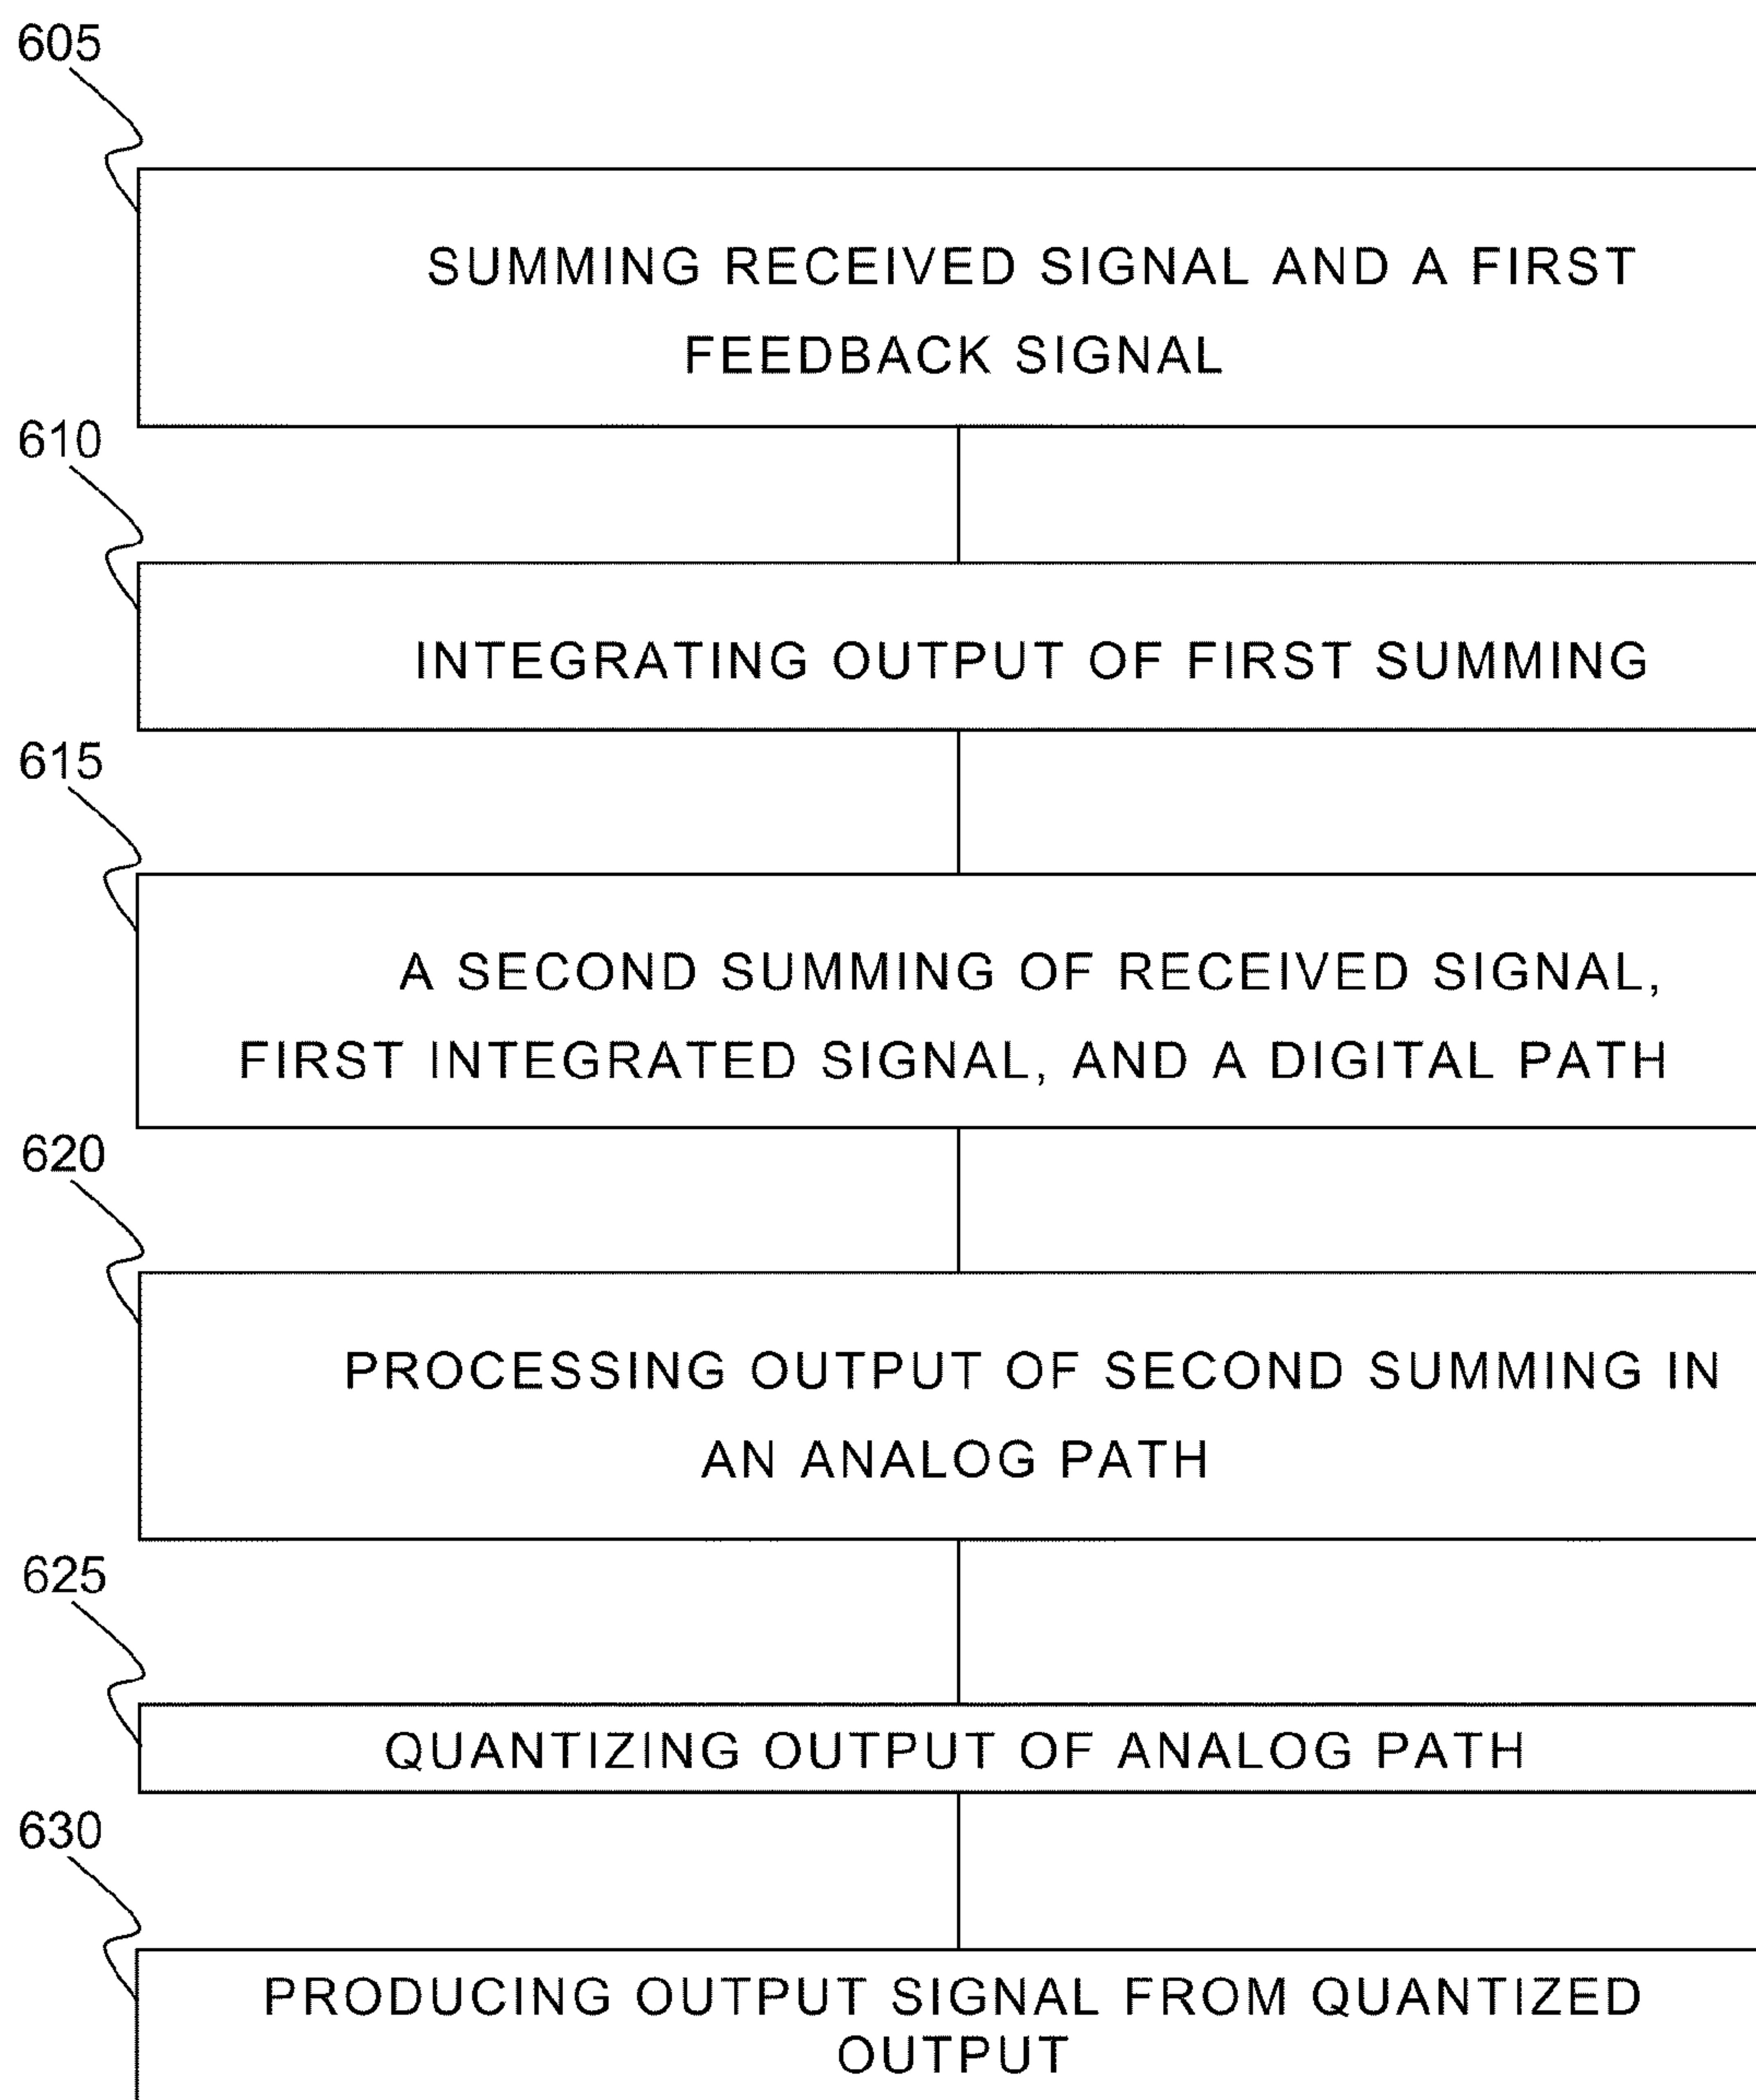 605
SUMMING RECEIVED SIGNAL AND A FIRST
FEEDBACK SIGNAL
610
INTEGRATING OUTPUT OF FIRST SUMMING
615
A SECOND SUMMING OF RECEIVED SIGNAL,
FIRST INTEGRATED SIGNAL, AND A DIGITAL PATH
620
PROCESSING OUTPUT OF SECOND SUMMING IN
AN ANALOG PATH
625
QUANTIZING OUTPUT OF ANALOG PATH
630
PRODUCING OUTPUT SIGNAL FROM QUANTIZED
OUTPUT